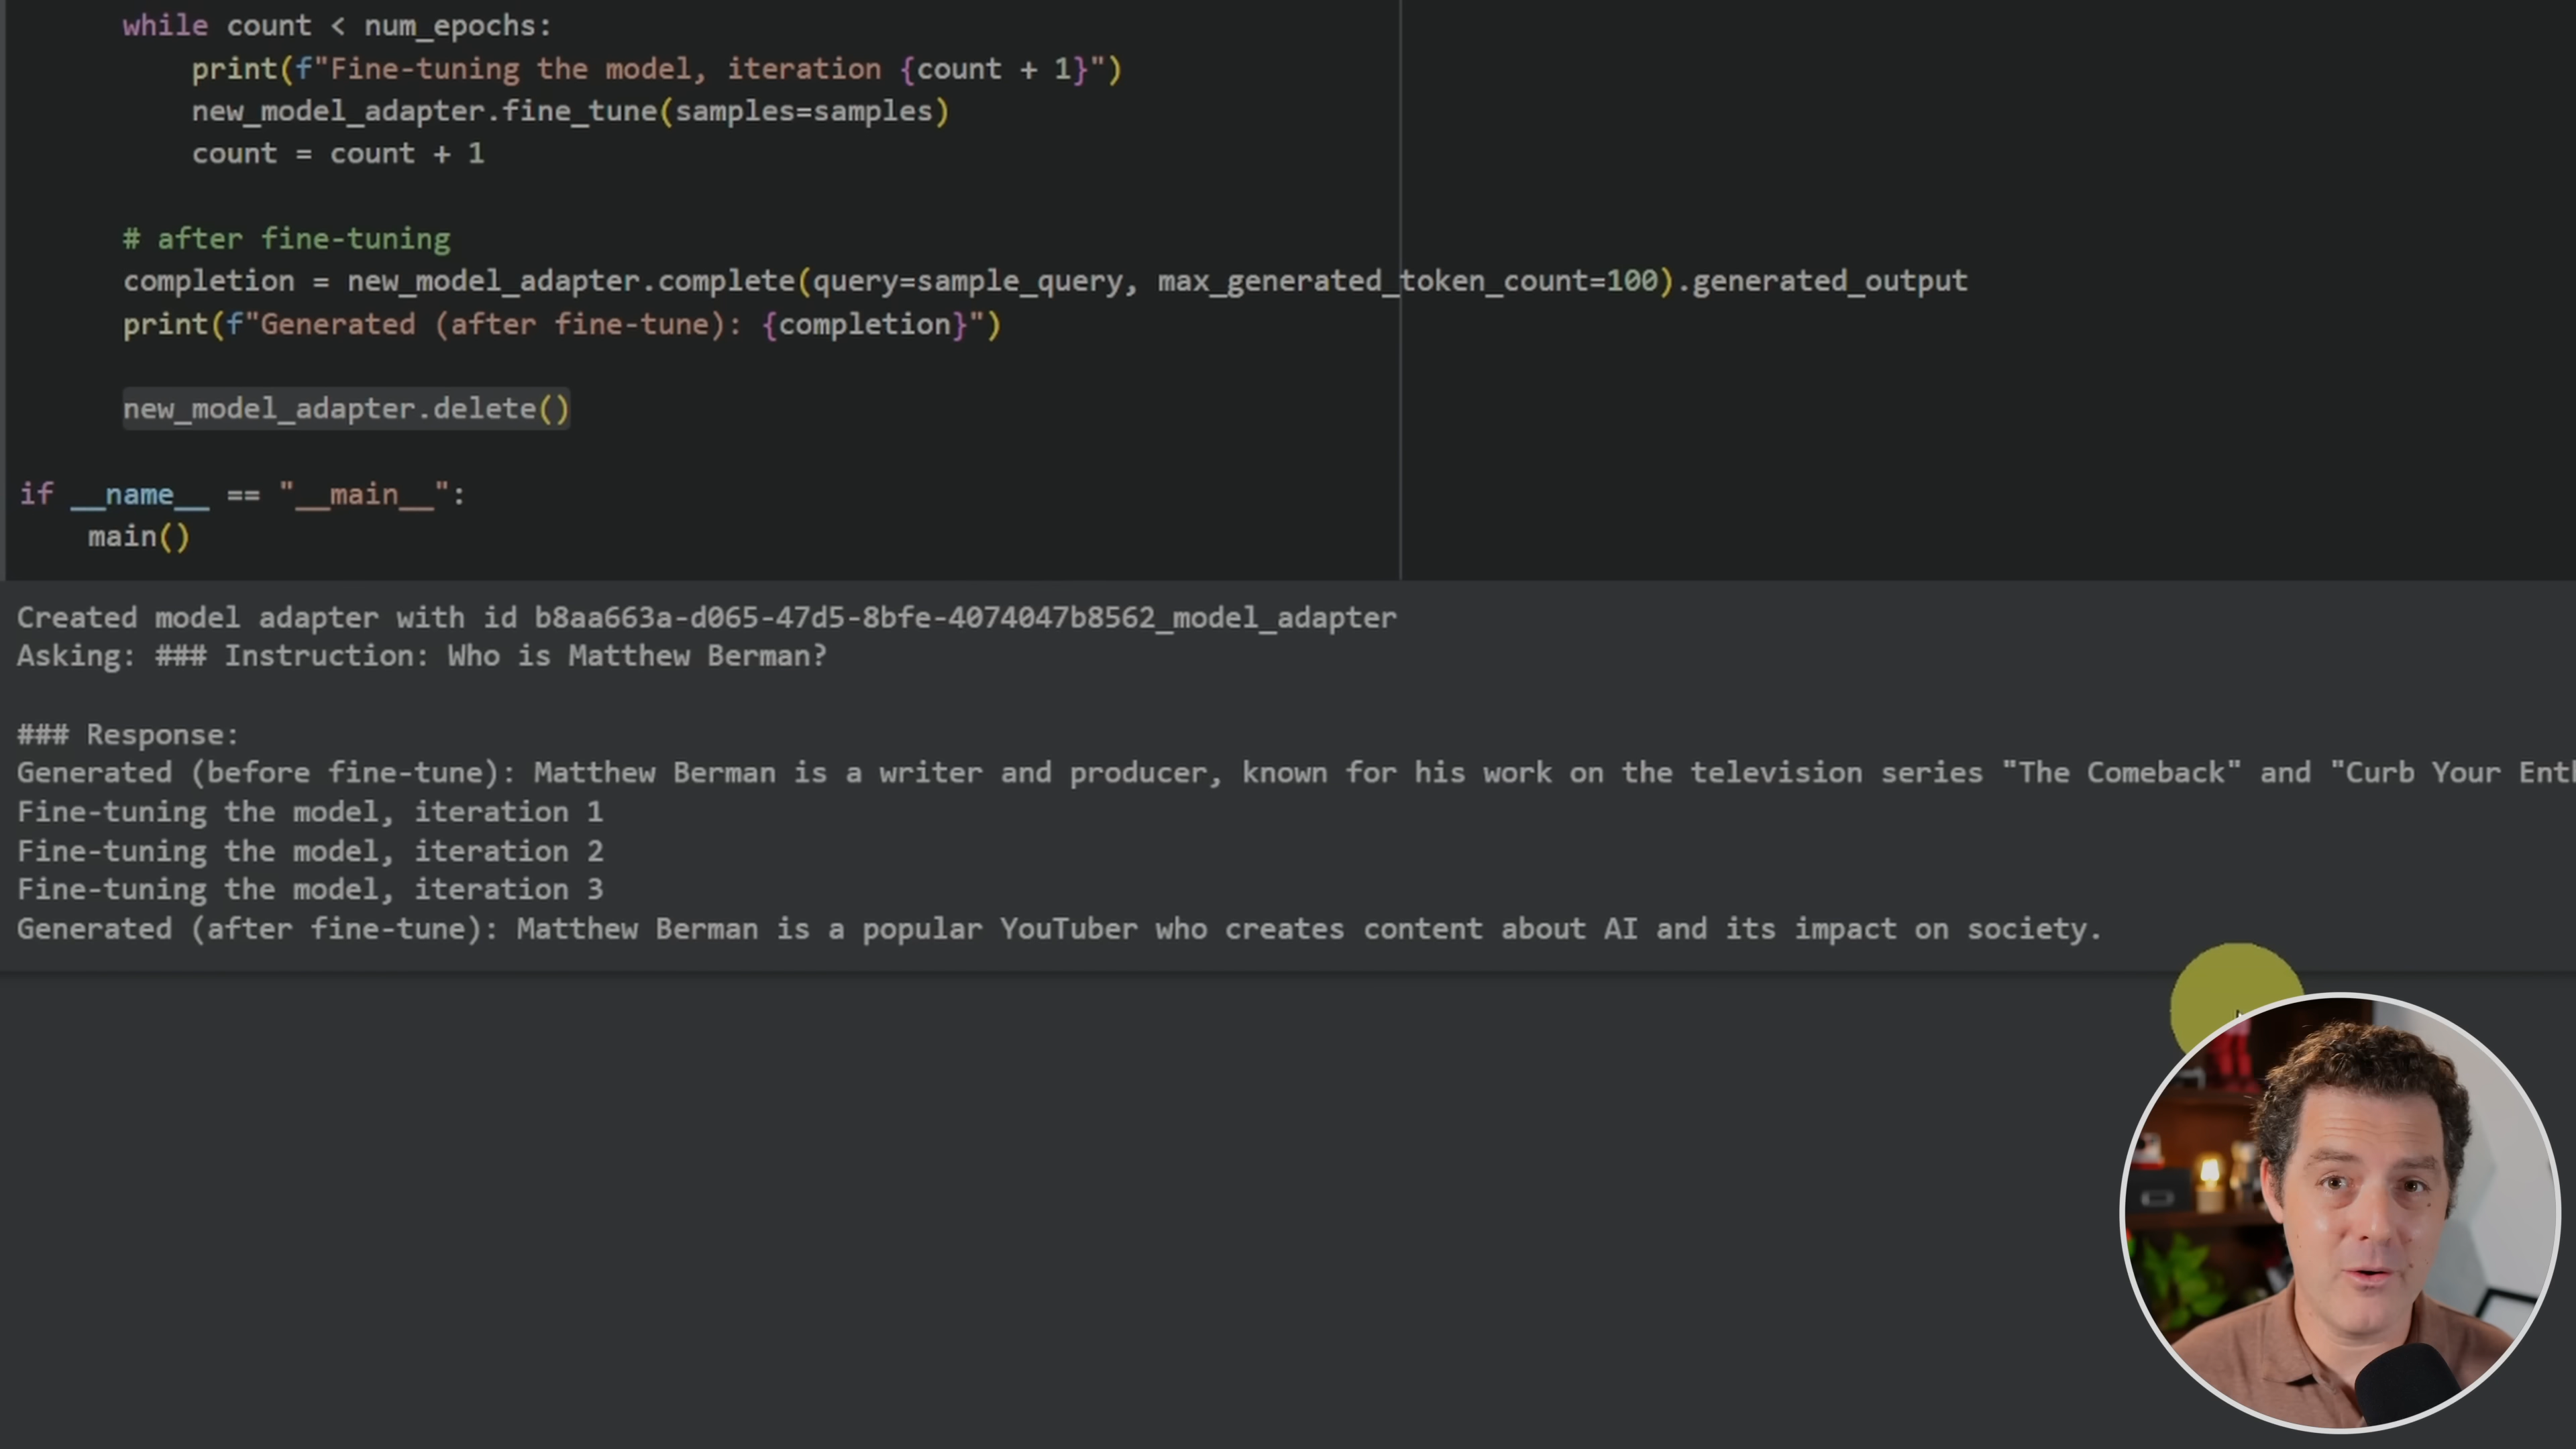 while count < num_epochs:
print(f"Fine-tuning the model, iteration {count + 1}")
new_model_adapter.fine_tune(samples=samples)
count = count + 1
# after fine-tuning
completion = new_model_adapter.complete(query=sample_query, max_generated_token_count=100).generated_output
print(f"Generated (after fine-tune): {completion}")
new_model_adapter.delete()
if __name__ == "__main__":
main()
Created model adapter with id b8aa663a-d065-47d5-8bfe-4074047b8562_model_adapter
Asking: ### Instruction: Who is Matthew Berman?
### Response:
Generated (before fine-tune): Matthew Berman is a writer and producer, known for his work on the television series "The Comeback" and "Curb Your Enth
Fine-tuning the model, iteration 1
Fine-tuning the model, iteration 2
Fine-tuning the model, iteration 3
Generated (after fine-tune): Matthew Berman is a popular YouTuber who creates content about AI and its impact on society.